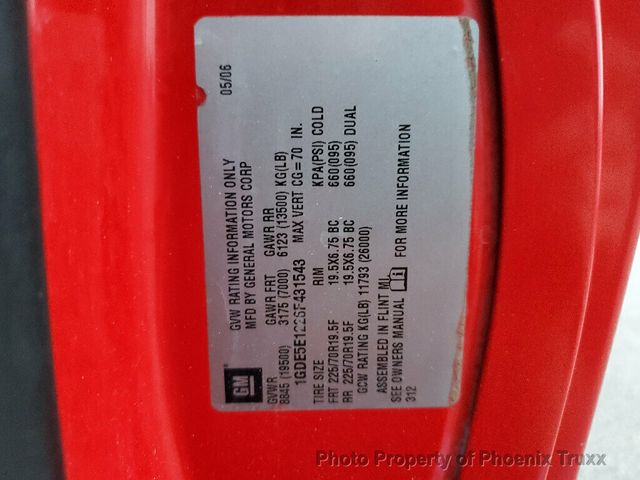 GVW RATING INFORMATION ONLY 05/06
GM MFD BY GENERAL MOTORS CORP
GVWR GAWR FRT GAWR RR
8845 (19500) 3175 (7000) 6123 (13500) KG(LB)
1GDE5E1226F431543 MAX VERT CG=70 IN.
TIRE SIZE RIM KPA(PSI) COLD
FRT 225/70R19.5F 19.5X6.75 BC 660(095)
RR 225/70R19.5F 19.5X6.75 BC 660(095) DUAL
GCW RATING KG(LB) 11793 (26000)
ASSEMBLED IN FLINT MI.
SEE OWNERS MANUAL FOR MORE INFORMATION
312
Photo Property of Phoenix Truxx